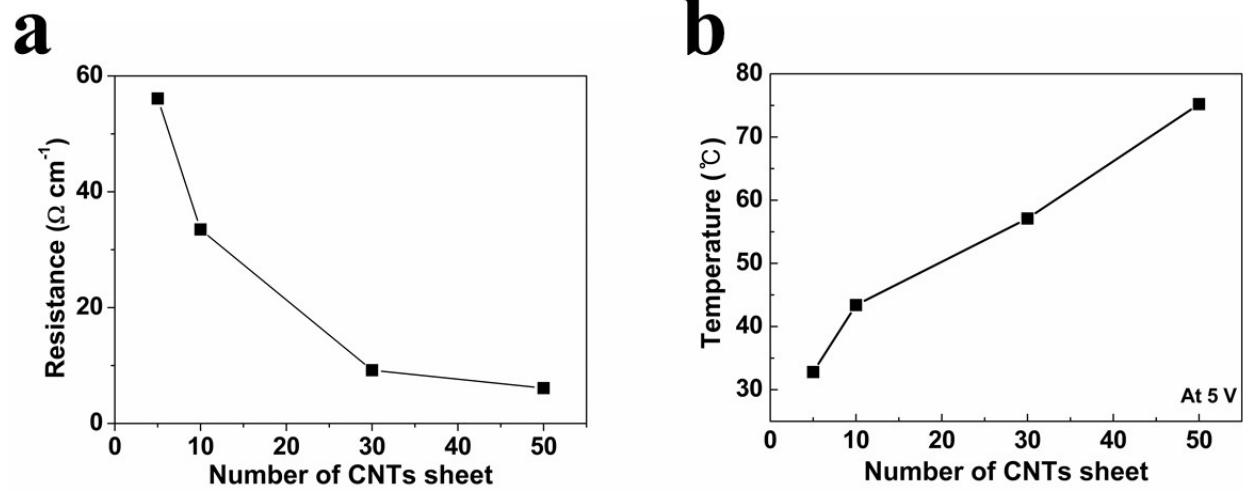 a
60
40
20
0
0 10 20 30 40 50
Resistance (Ω cm⁻¹)
Number of CNTs sheet
b
80
70
60
50
40
30
0 10 20 30 40 50
Temperature (℃)
Number of CNTs sheet
At 5 V